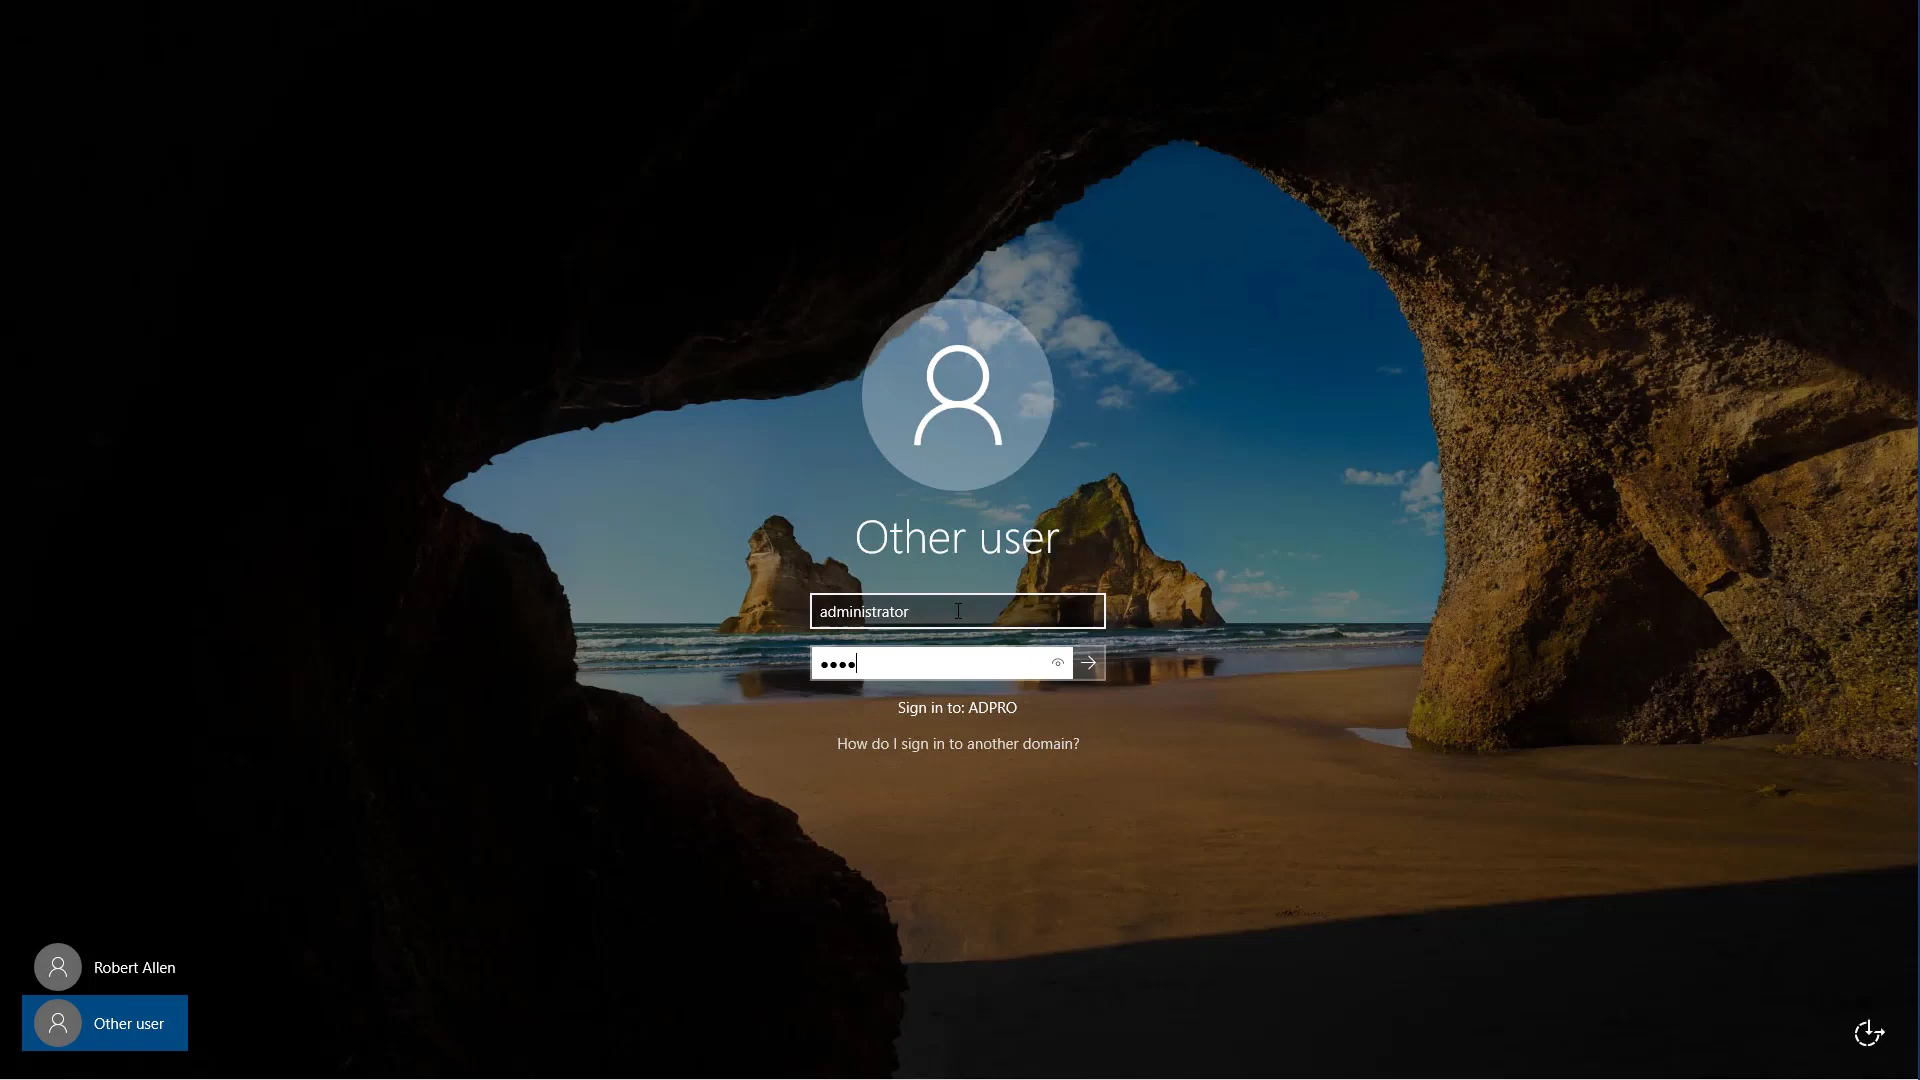 Other user
administrator
Sign in to: ADPRO
How do I sign in to another domain?
Robert Allen
Other user